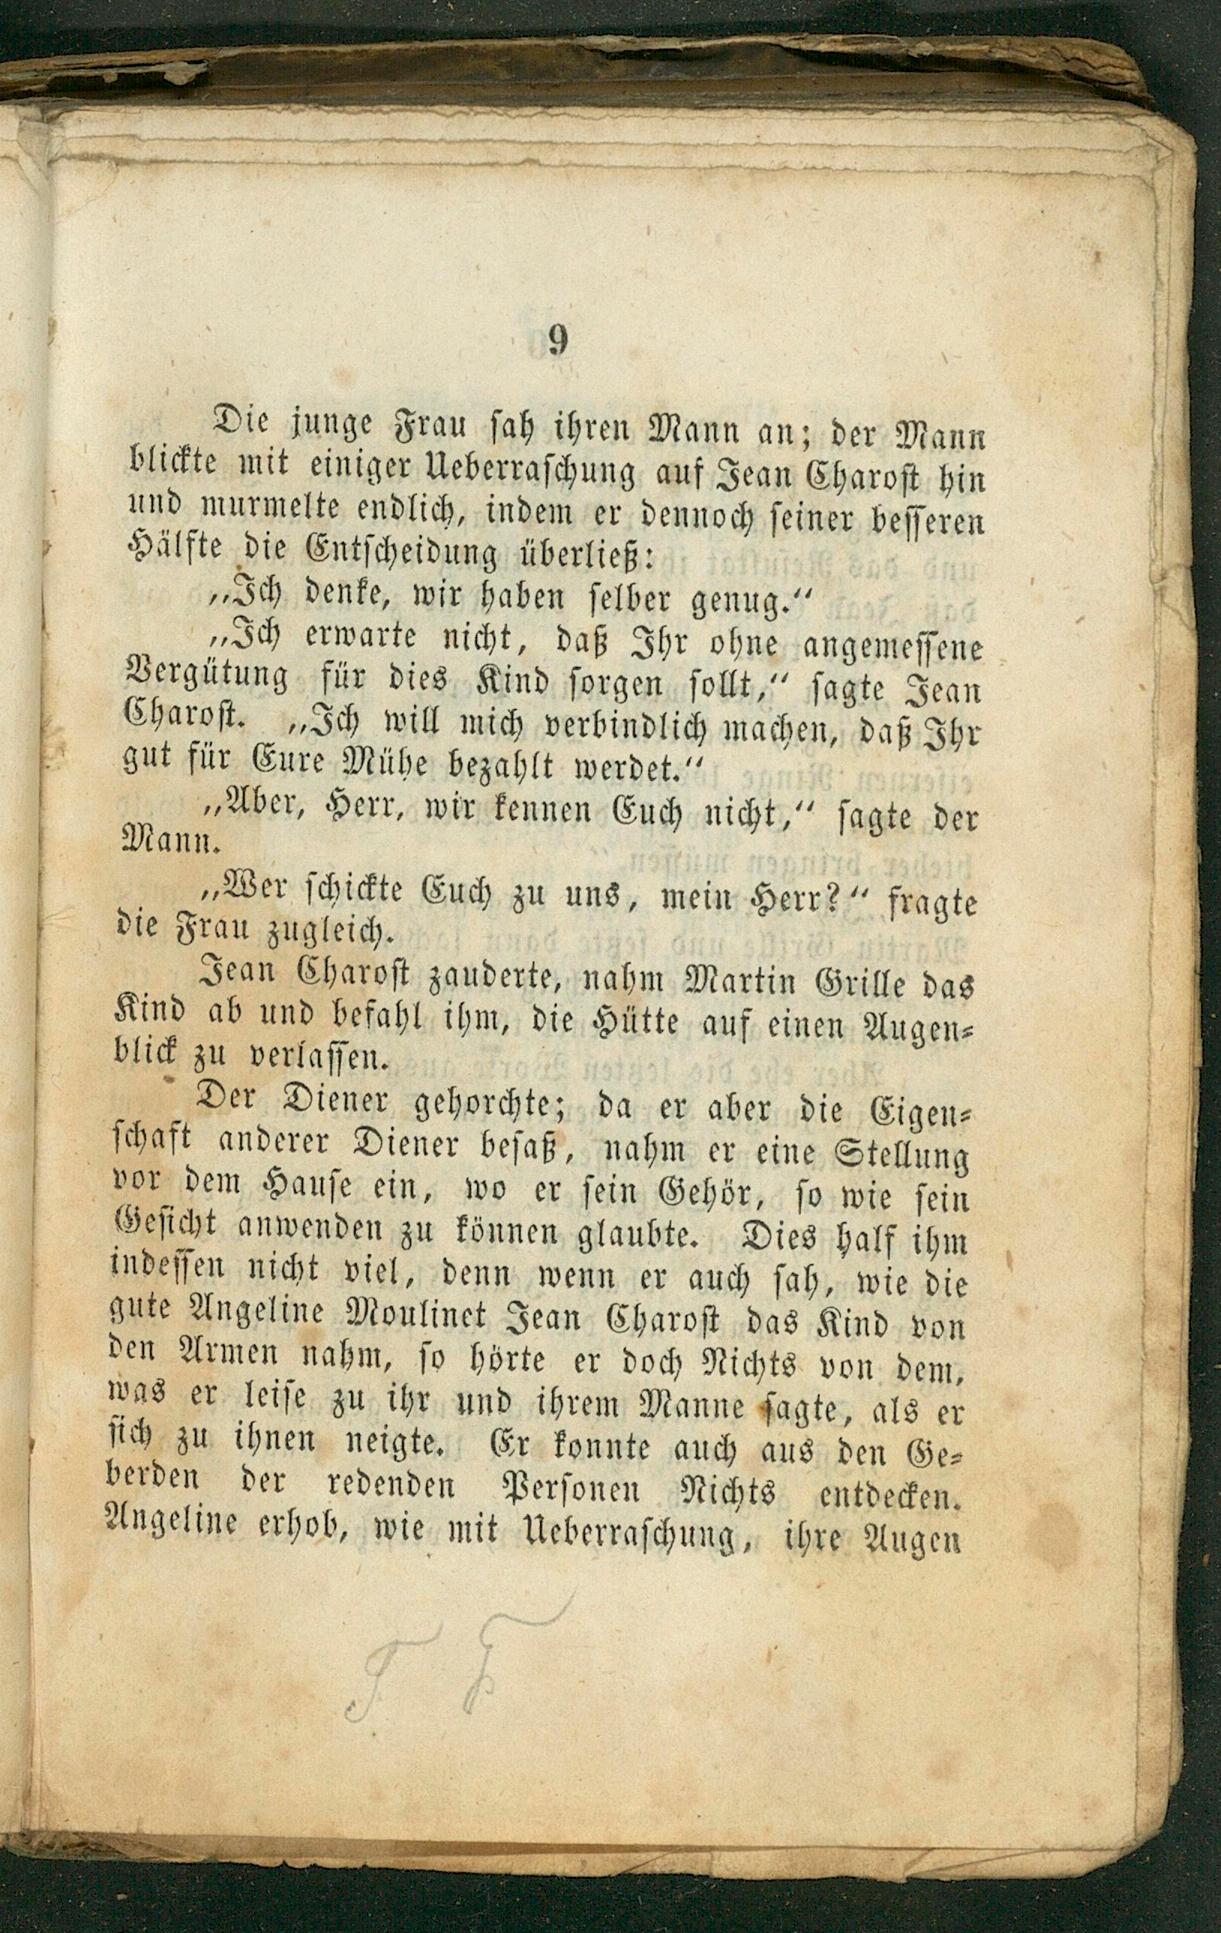 9
Die junge Frau sah ihren Mann an; der Mann
blickte mit einiger Ueberraschung auf Jean Charost hin
und murmelte endlich, indem er dennoch seiner besseren
Hälfte die Entscheidung überließ:
„Ich denke, wir haben selber genug.“
„Ich erwarte nicht, daß Ihr ohne angemessene
Vergütung für dies Kind sorgen sollt,“ sagte Jean
Charost. „Ich will mich verbindlich machen, daß Ihr
gut für Eure Mühe bezahlt werdet.“
„Aber, Herr, wir kennen Euch nicht,“ sagte der
Mann.
„Wer schickte Euch zu uns, mein Herr?“ fragte
die Frau zugleich.
Jean Charost zauderte, nahm Martin Grille das
Kind ab und befahl ihm, die Hütte auf einen Augen-
blick zu verlassen.
Der Diener gehorchte; da er aber die Eigen-
schaft anderer Diener besaß, nahm er eine Stellung
vor dem Hause ein, wo er sein Gehör, so wie sein
Gesicht anwenden zu können glaubte. Dies half ihm
indessen nicht viel, denn wenn er auch sah, wie die
gute Angeline Moulinet Jean Charost das Kind von
den Armen nahm, so hörte er doch Nichts von dem,
was er leise zu ihr und ihrem Manne sagte, als er
sich zu ihnen neigte. Er konnte auch aus den Ge-
berden der redenden Personen Nichts entdecken.
Angeline erhob, wie mit Ueberraschung, ihre Augen